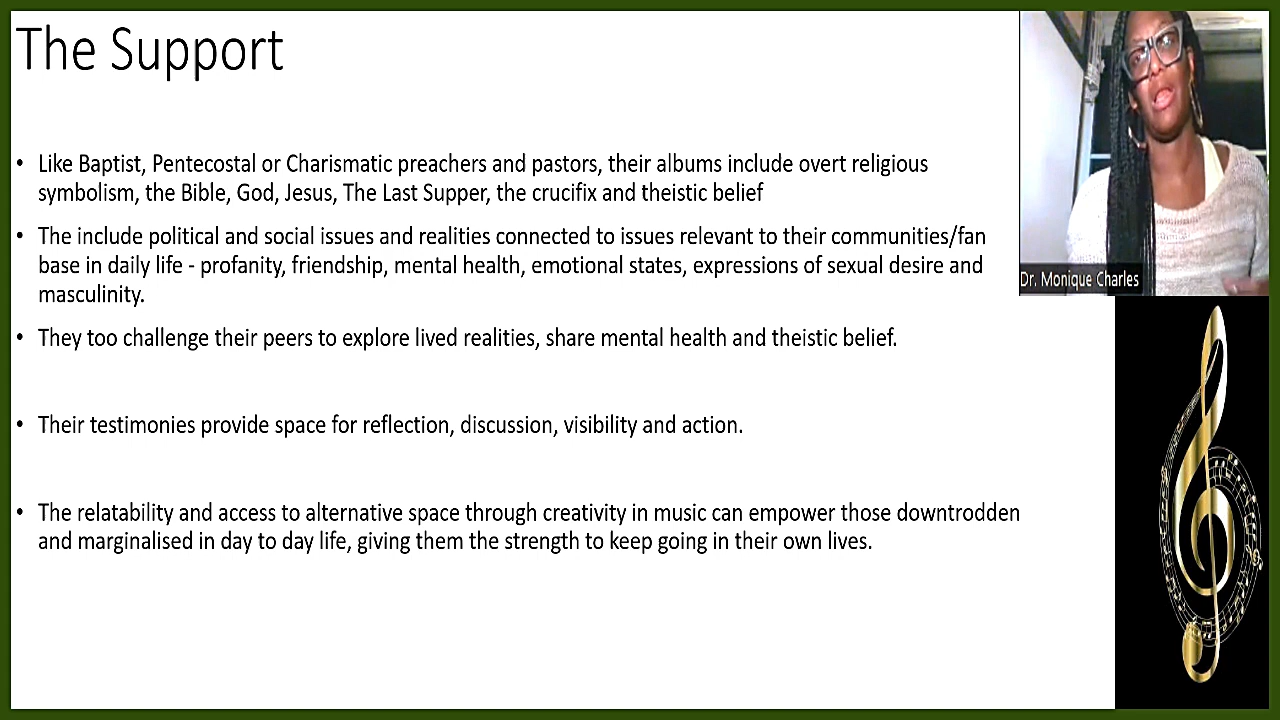 The Support
• Like Baptist, Pentecostal or Charismatic preachers and pastors, their albums include overt religious
symbolism, the Bible, God, Jesus, The Last Supper, the crucifix and theistic belief
• The include political and social issues and realities connected to issues relevant to their communities/fan
base in daily life - profanity, friendship, mental health, emotional states, expressions of sexual desire and
masculinity.
• They too challenge their peers to explore lived realities, share mental health and theistic belief.
• Their testimonies provide space for reflection, discussion, visibility and action.
• The relatability and access to alternative space through creativity in music can empower those downtrodden
and marginalised in day to day life, giving them the strength to keep going in their own lives.
Dr. Monique Charles